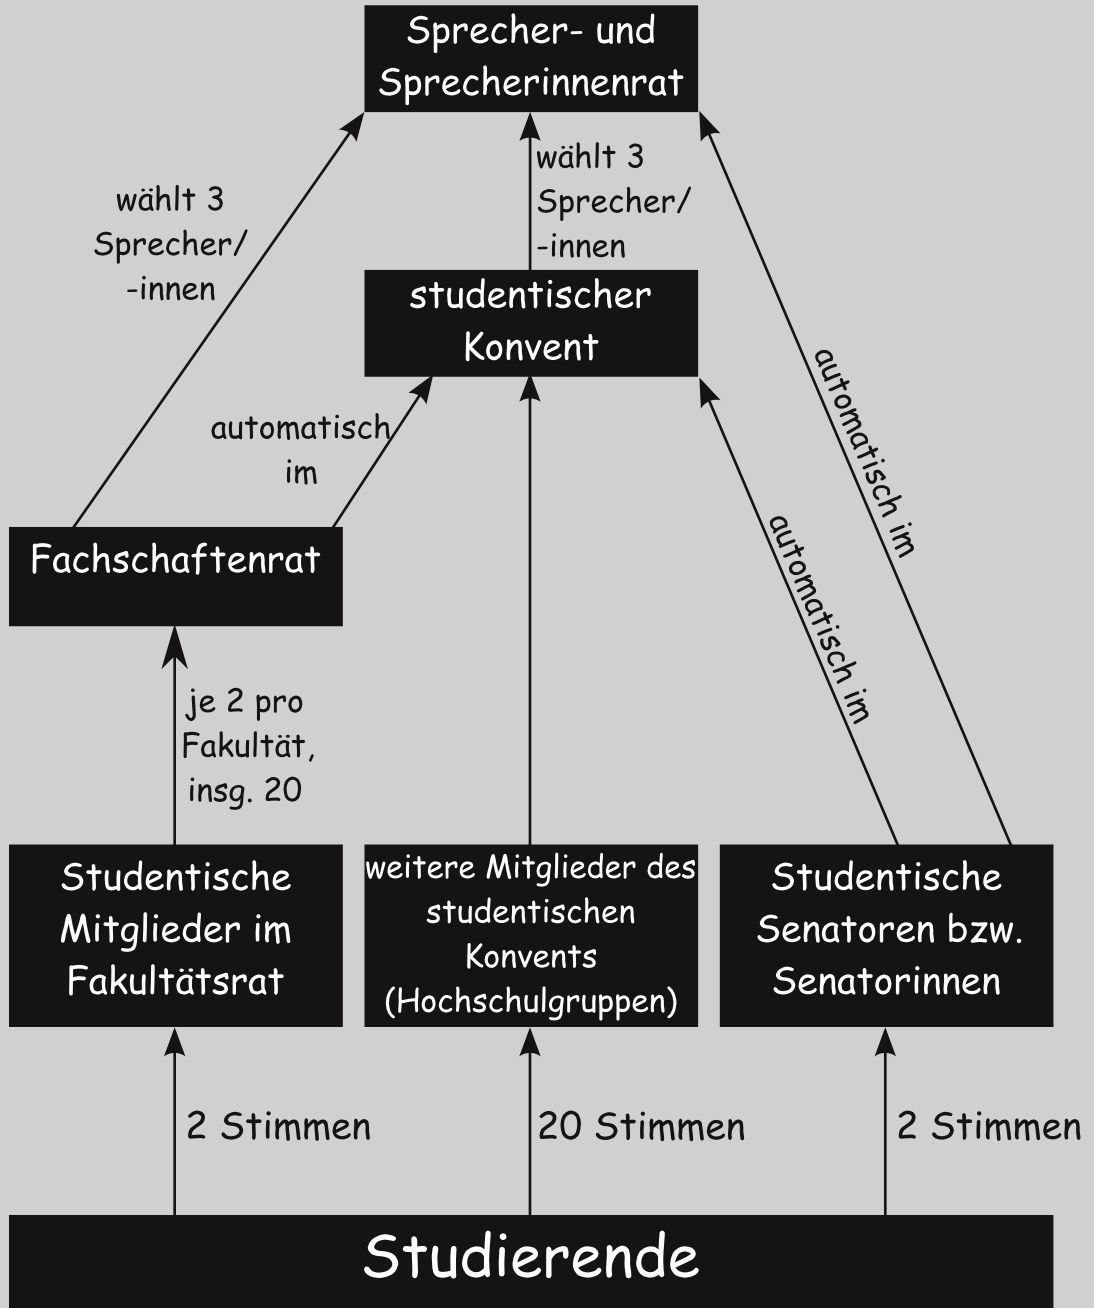 Sprecher- und
Sprecherinnenrat
wählt 3
Sprecher/
-innen
wählt 3
Sprecher/
-innen
studentischer
Konvent
automatisch
im
automatisch im
automatisch im
Fachschaftenrat
je 2 pro
Fakultät,
insg. 20
Studentische
Mitglieder im
Fakultätsrat
weitere Mitglieder des
studentischen
Konvents
(Hochschulgruppen)
Studentische
Senatoren bzw.
Senatorinnen
2 Stimmen
20 Stimmen
2 Stimmen
Studierende